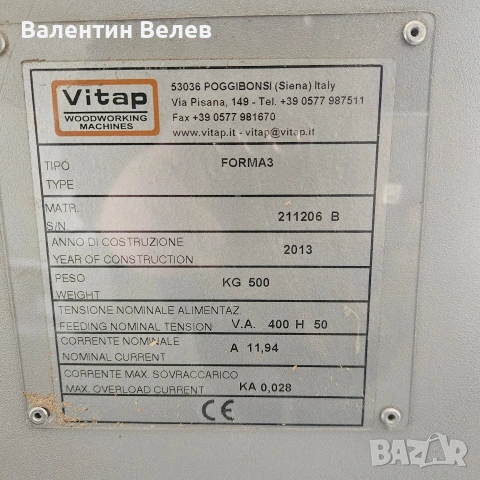 Валентин Велев
Vitap
WOODWORKING
MACHINES
53036 POGGIBONSI (Siena) Italy
Via Pisana, 149 - Tel. +39 0577 987511
Fax +39 0577 981670
www.vitap.it - vitap@vitap.it
TIPO
TYPE
FORMA3
MATR.
S/N.
211206 B
ANNO DI COSTRUZIONE
YEAR OF CONSTRUCTION
2013
PESO
WEIGHT
KG 500
TENSIONE NOMINALE ALIMENTAZ
FEEDING NOMINAL TENSION
V.A. 400 H 50
CORRENTE NOMINALE
NOMINAL CURRENT
A 11,94
CORRENTE MAX. SOVRACCARICO
MAX. OVERLOAD CURRENT
KA 0,028
CE
BAZAR